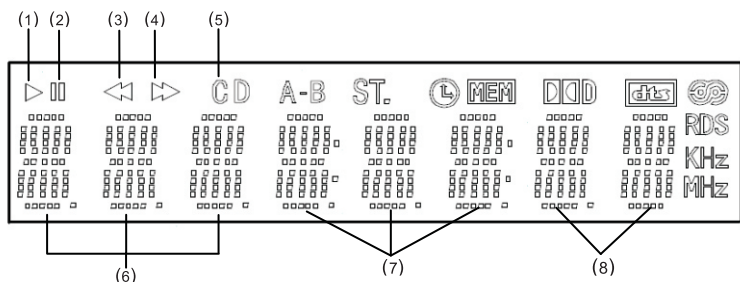 (1) (2) (3) (4) (5)
CD A-B ST. MEM dts
RDS
KHz
MHz
(6) (7) (8)